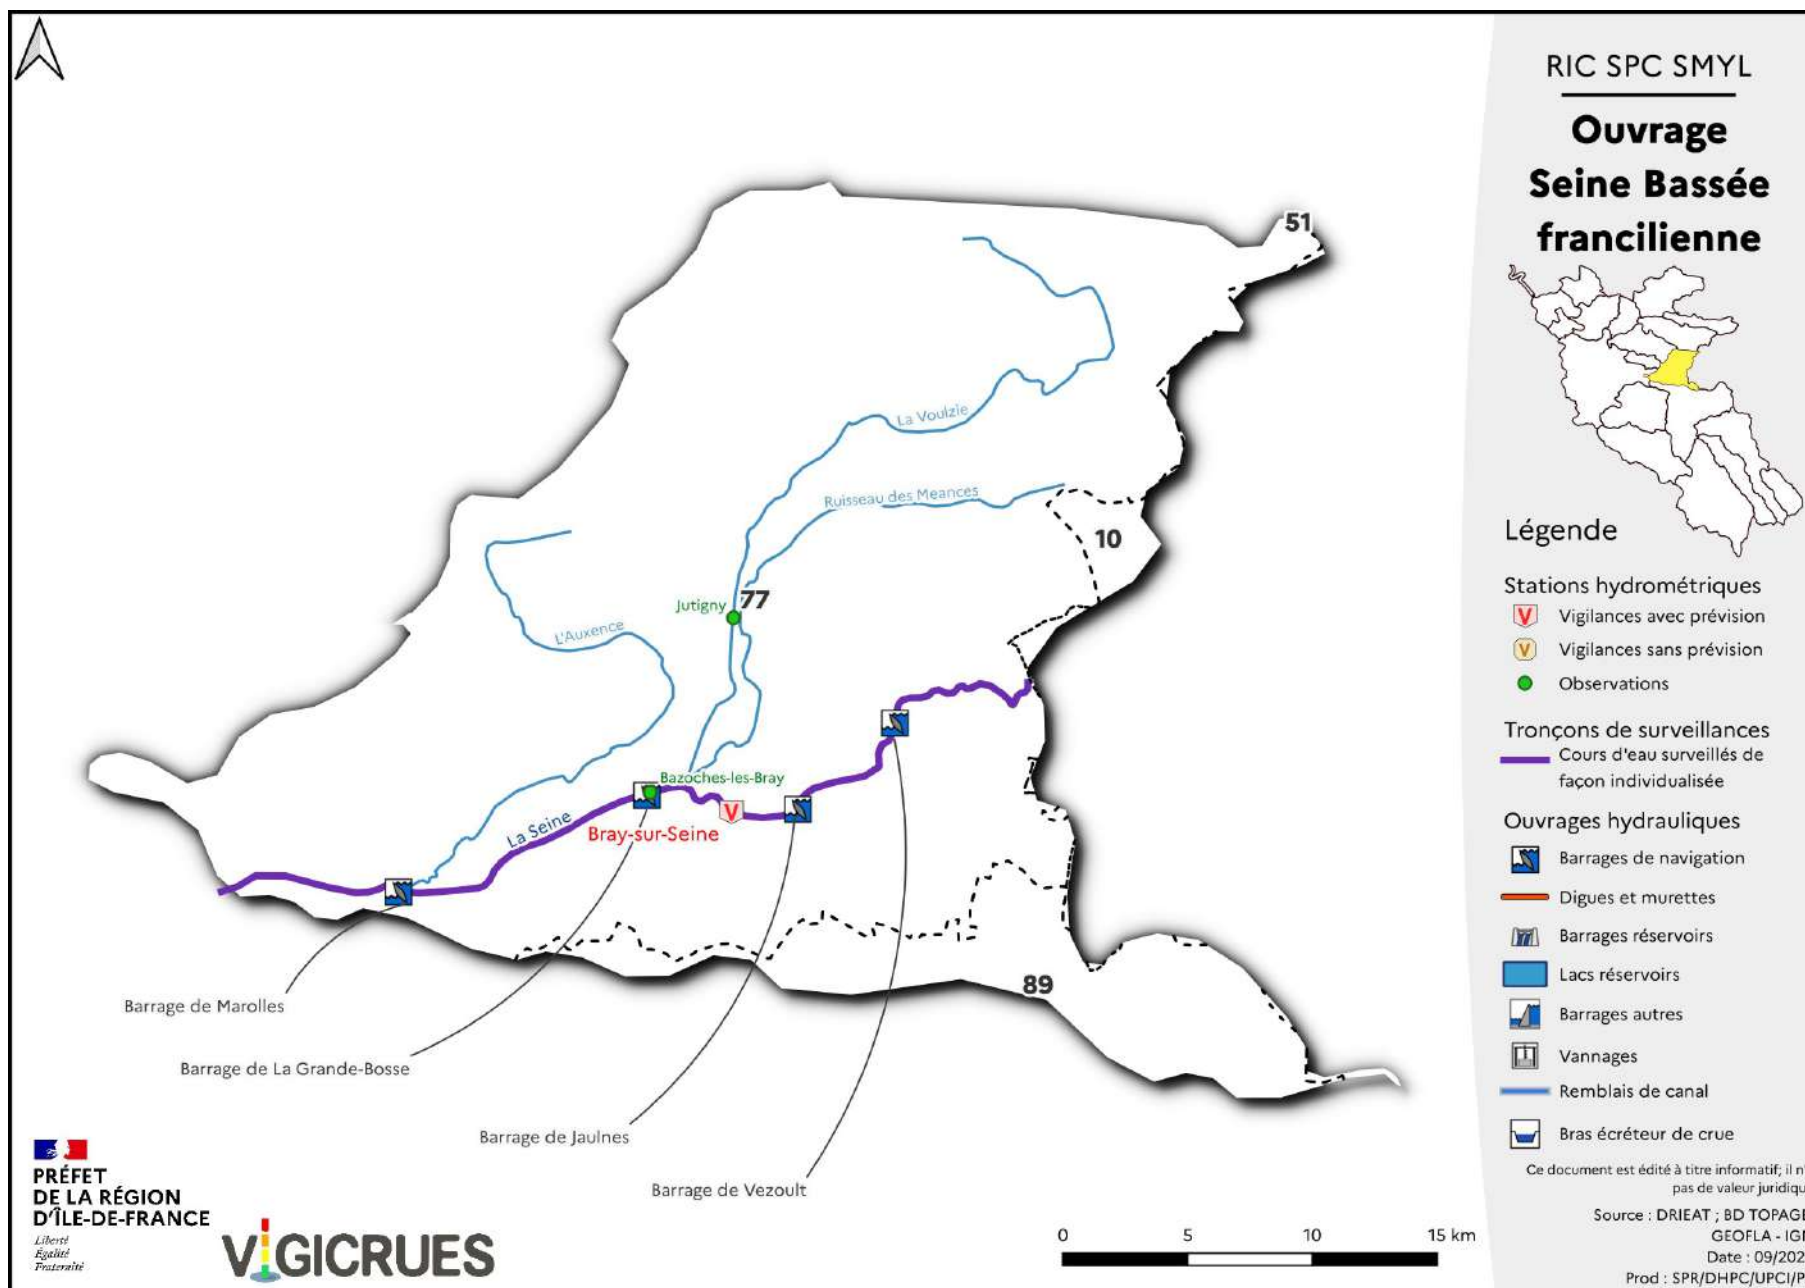 RIC SPC SMYL
Ouvrage
Seine Bassée
francilienne
51
La Voulzie
Ruisseau des Meances
10
Jutigny
77
L'Auxence
Bazoches-les-Bray
La Seine
Bray-sur-Seine
V
89
Barrage de Marolles
Barrage de La Grande-Bosse
Barrage de Jaulnes
Barrage de Vezoult
Légende
Stations hydrométriques
V Vigilances avec prévision
V Vigilances sans prévision
Observations
Tronçons de surveillances
Cours d'eau surveillés de
façon individualisée
Ouvrages hydrauliques
Barrages de navigation
Digues et murettes
Barrages réservoirs
Lacs réservoirs
Barrages autres
Vannages
Remblais de canal
Bras écréteur de crue
Ce document est édité à titre informatif; il n'
pas de valeur juridiqu
Source : DRIEAT ; BD TOPAGE
GEOFLA - IG
Date : 09/202
Prod : SPR/DHPC/UPCI/P
PRÉFET
DE LA RÉGION
D'ÎLE-DE-FRANCE
Liberté
Égalité
Fraternité
VIGICRUES
0 5 10 15 km